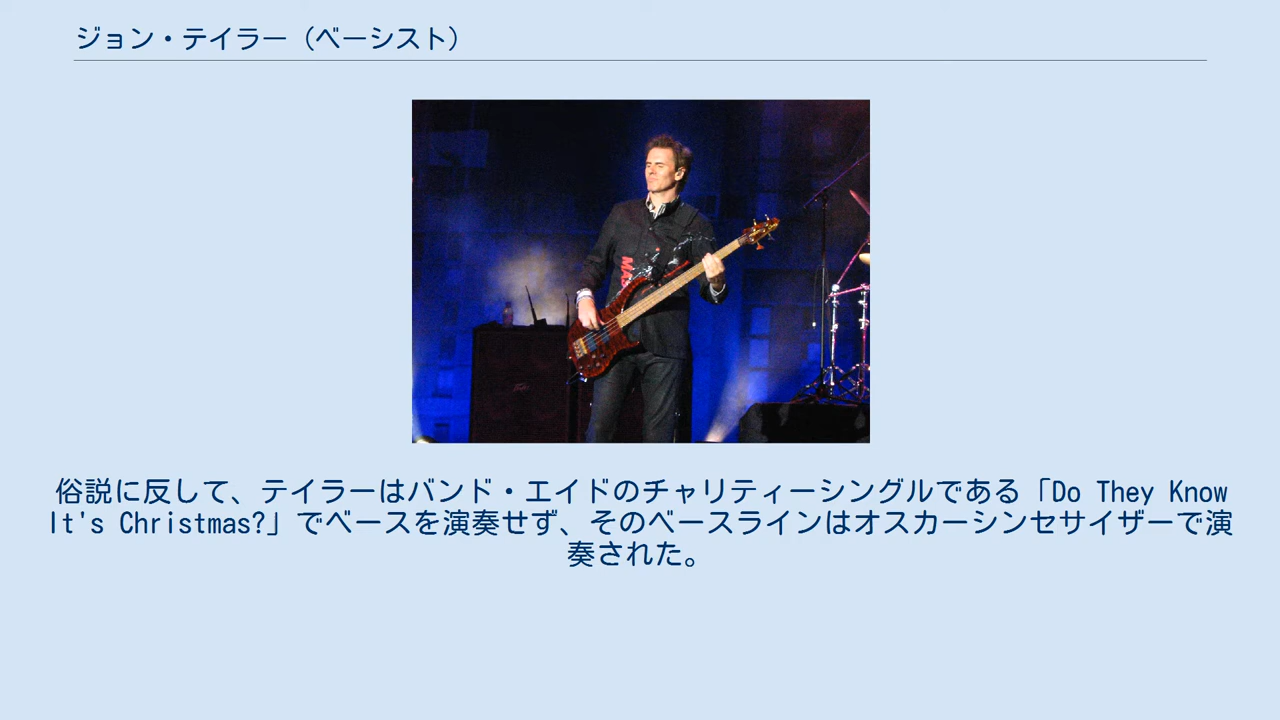 ジョン・テイラー（ベーシスト）
俗説に反して、テイラーはバンド・エイドのチャリティーシングルである「Do They Know
It's Christmas?」でベースを演奏せず、そのベースラインはオスカーシンセサイザーで演
奏された。